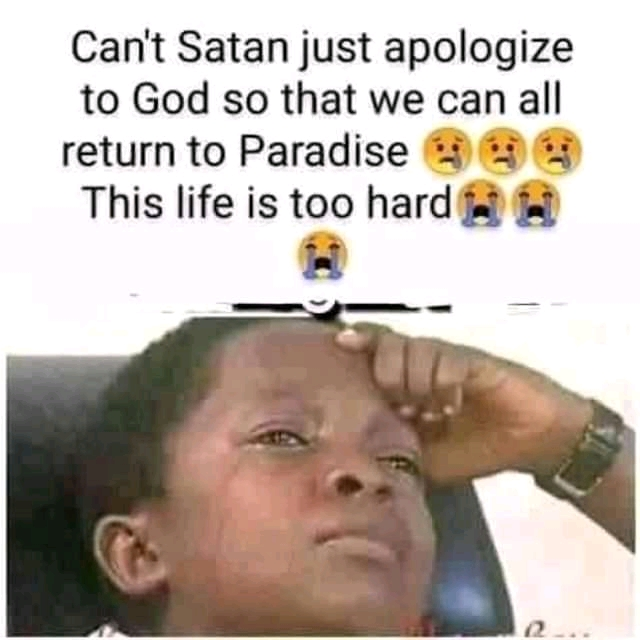 Can't Satan just apologize
to God so that we can all
return to Paradise 😢😢😢
This life is too hard😭😭
😭